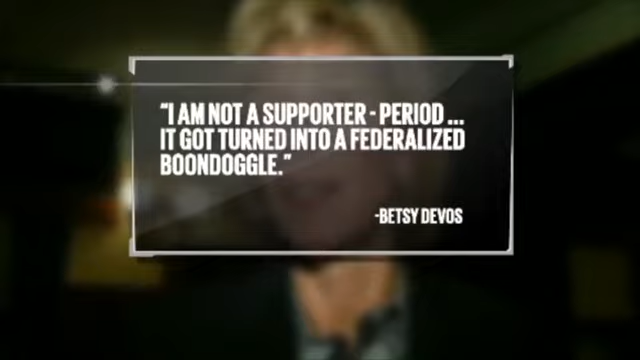 "I AM NOT A SUPPORTER - PERIOD ...
IT GOT TURNED INTO A FEDERALIZED
BOONDOGGLE."
-BETSY DEVOS